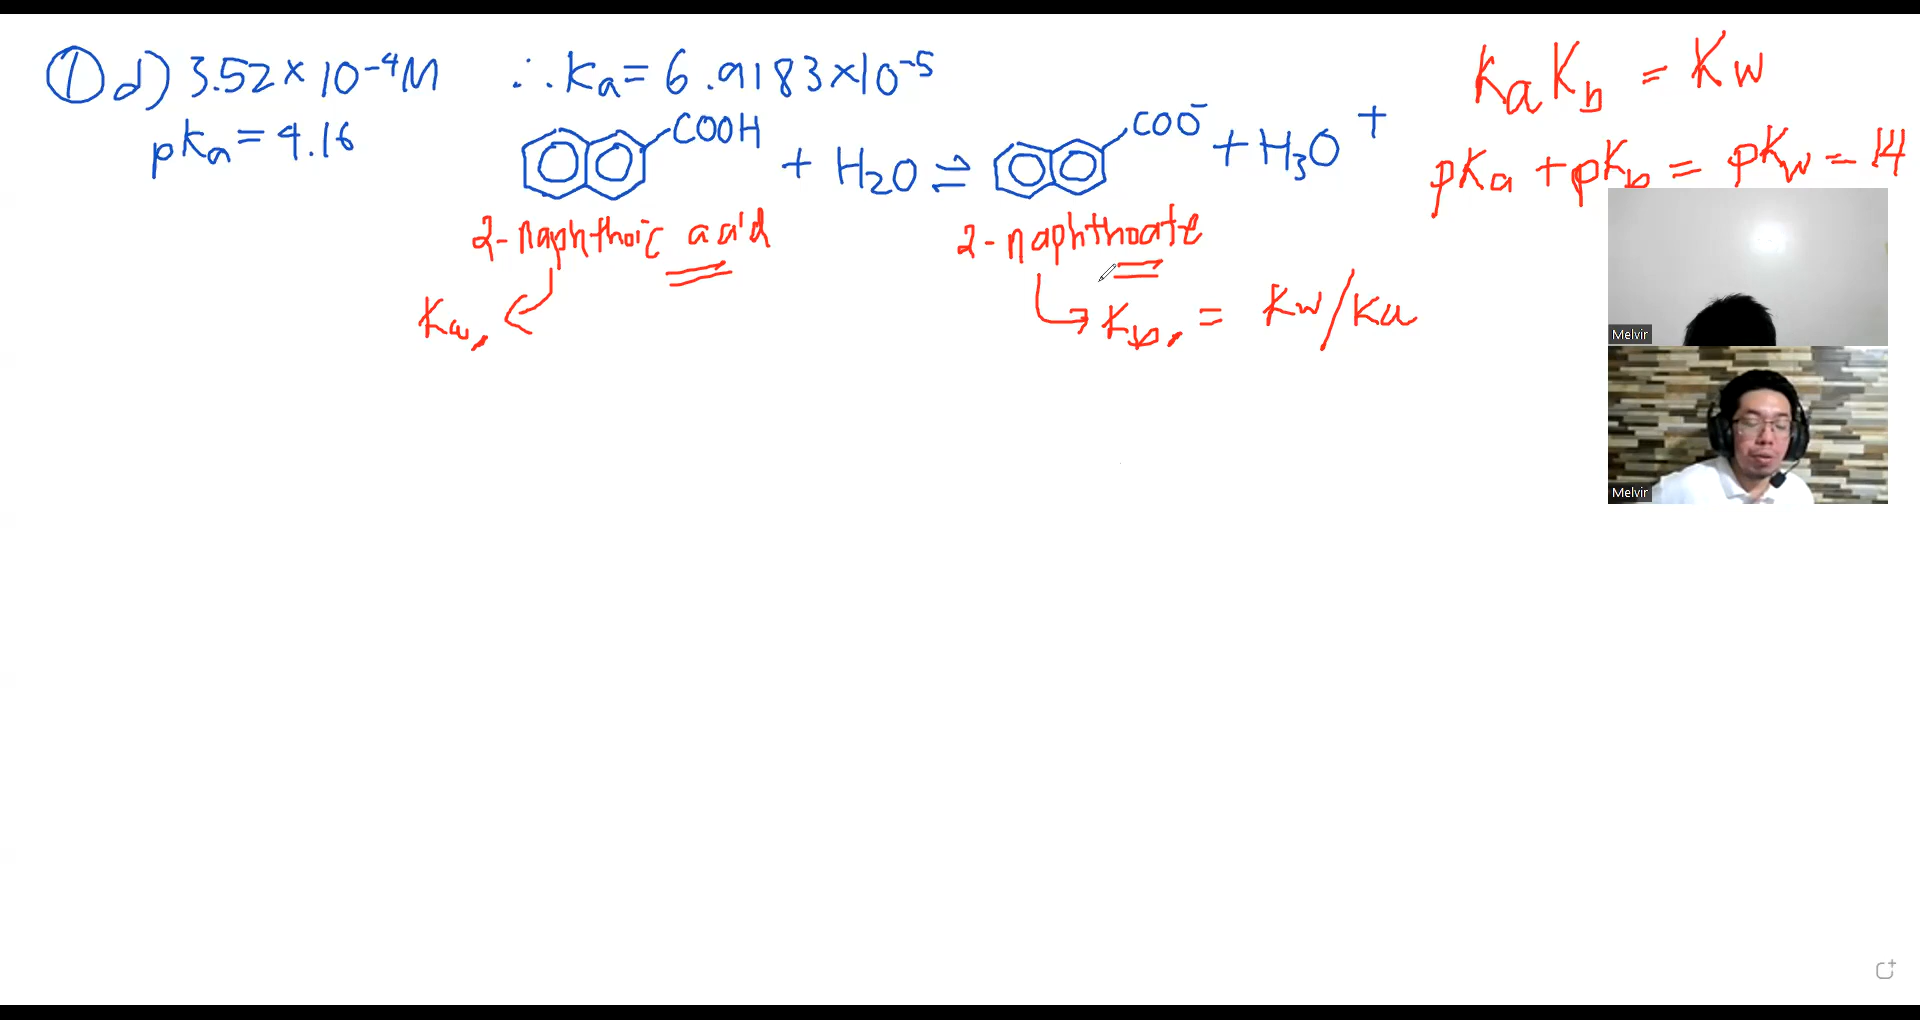 ① d) 3.52 × 10⁻⁴M ∴ Ka = 6.9183×10⁻⁵
pKa = 4.16
COOH + H2O ⇌ COO⁻ + H3O⁺
2-naphthoic acid
2-naphthoate
Ka,
Kb, = Kw/Ka
KaKb = Kw
pKa + pKb = pKw = 14
Melvir
Melvir